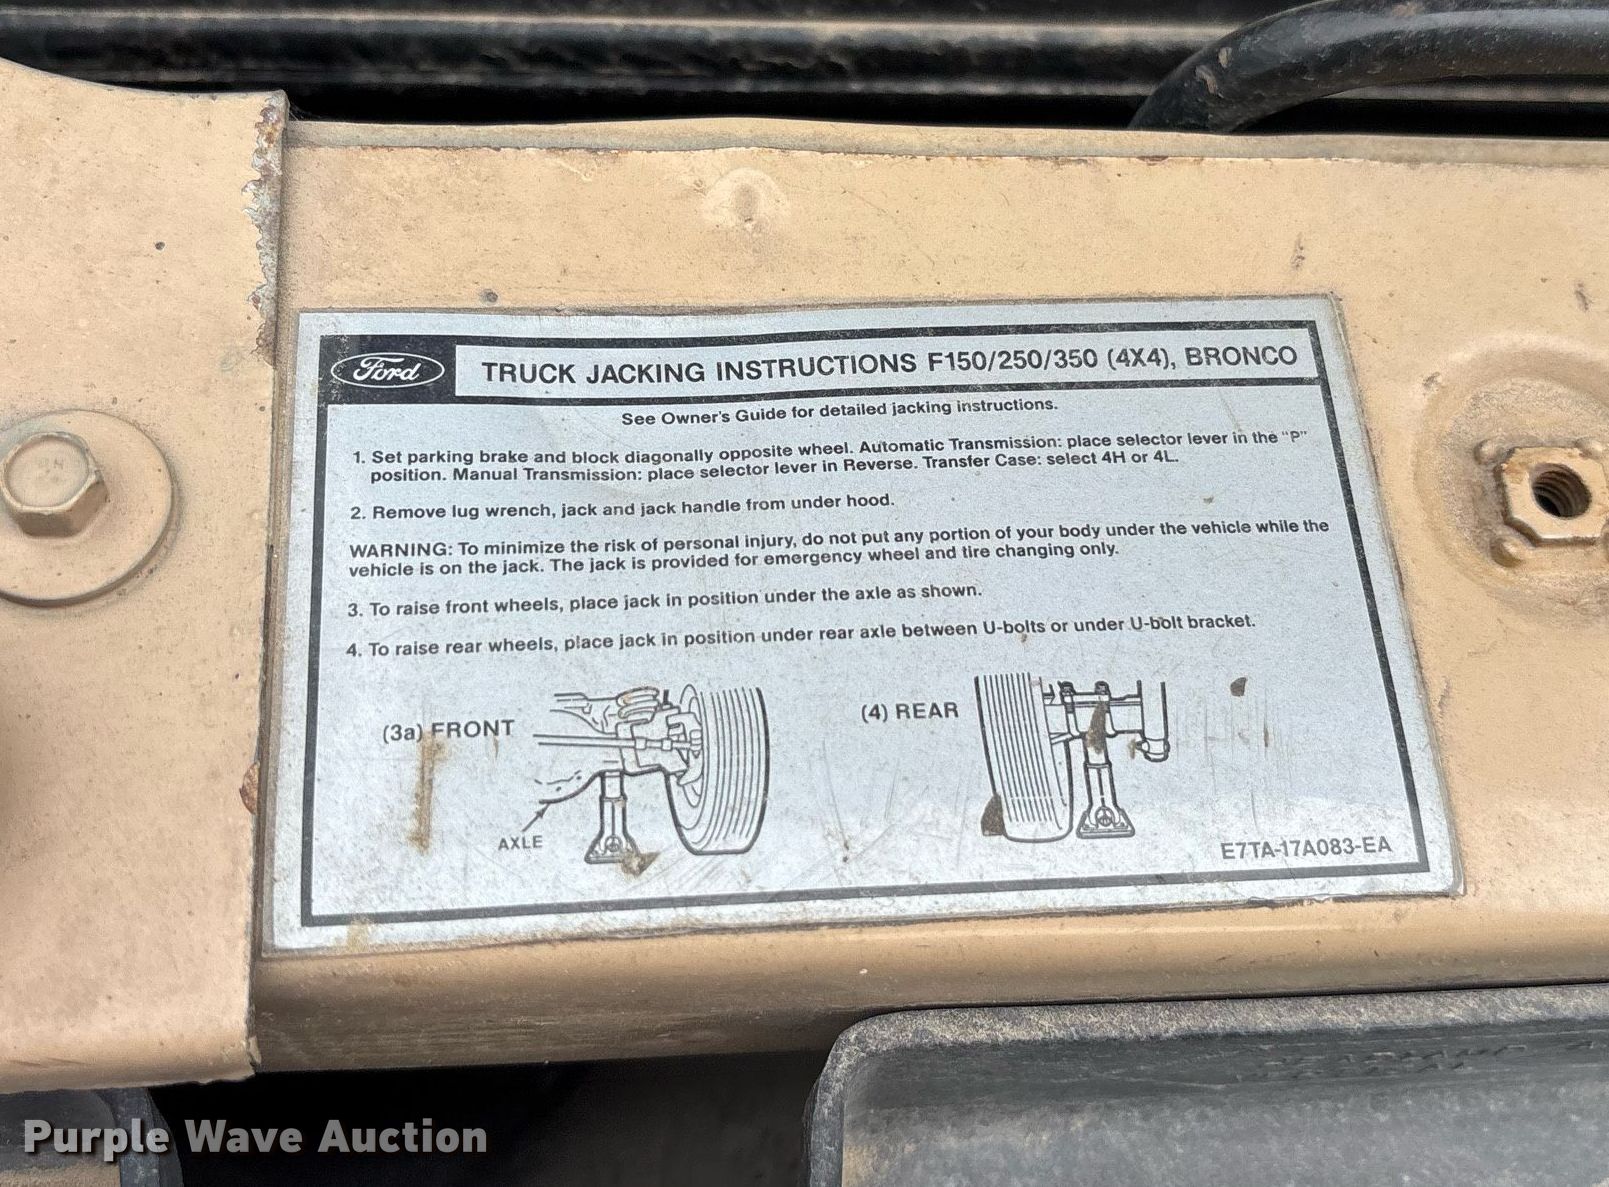 Ford
TRUCK JACKING INSTRUCTIONS F150/250/350 (4X4), BRONCO
See Owner's Guide for detailed jacking instructions.
1. Set parking brake and block diagonally opposite wheel. Automatic Transmission: place selector lever in the "P"
position. Manual Transmission: place selector lever in Reverse. Transfer Case: select 4H or 4L.
2. Remove lug wrench, jack and jack handle from under hood.
WARNING: To minimize the risk of personal injury, do not put any portion of your body under the vehicle while the
vehicle is on the jack. The jack is provided for emergency wheel and tire changing only.
3. To raise front wheels, place jack in position under the axle as shown.
4. To raise rear wheels, place jack in position under rear axle between U-bolts or under U-bolt bracket.
(3a) FRONT
(4) REAR
AXLE
E7TA-17A083-EA
Purple Wave Auction